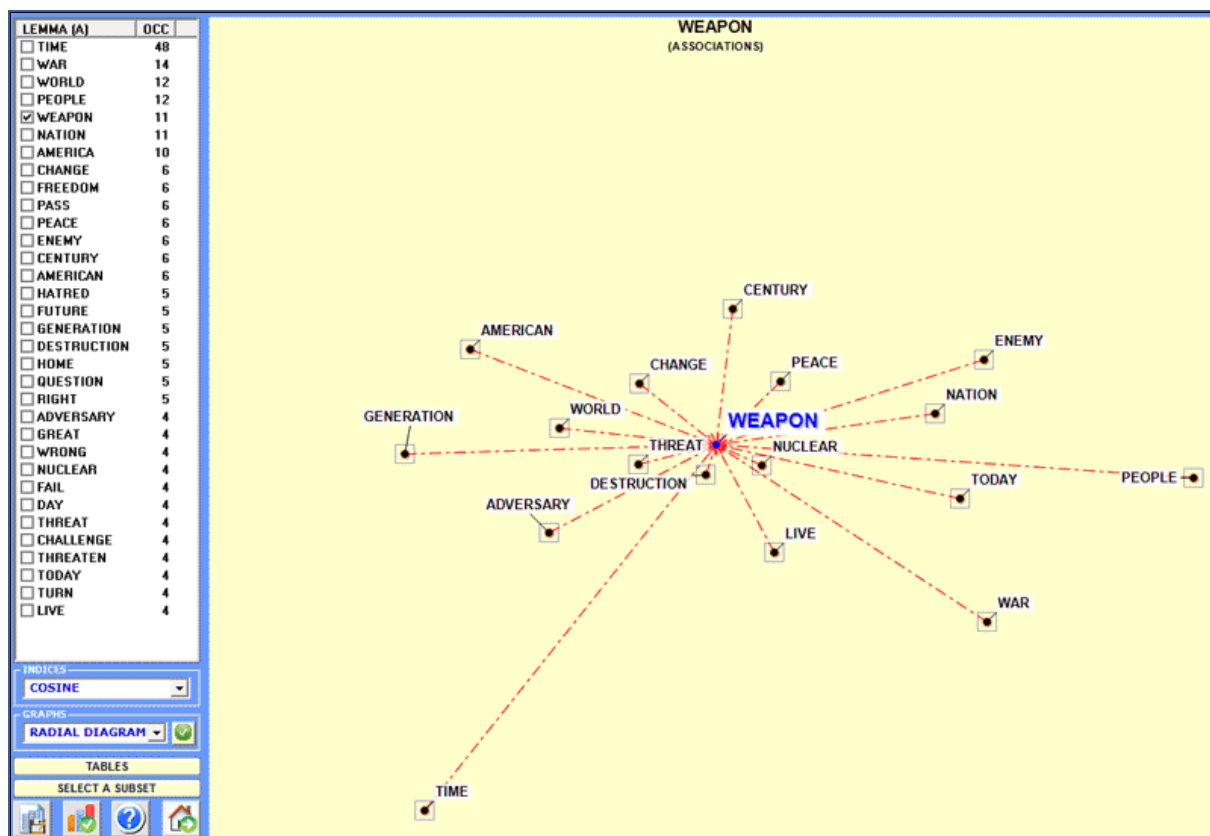 LEMMA (A) OCC
TIME 48
WAR 14
WORLD 12
PEOPLE 12
WEAPON 11
NATION 11
AMERICA 10
CHANGE 6
FREEDOM 6
PASS 6
PEACE 6
ENEMY 6
CENTURY 6
AMERICAN 6
HATRED 5
FUTURE 5
GENERATION 5
DESTRUCTION 5
HOME 5
QUESTION 5
RIGHT 5
ADVERSARY 4
GREAT 4
WRONG 4
NUCLEAR 4
FAIL 4
DAY 4
THREAT 4
CHALLENGE 4
THREATEN 4
TODAY 4
TURN 4
LIVE 4
INDICES
COSINE
GRAPHS
RADIAL DIAGRAM
TABLES
SELECT A SUBSET
?
WEAPON
(ASSOCIATIONS)
CENTURY
AMERICAN
ENEMY
CHANGE
PEACE
NATION
WORLD
GENERATION
WEAPON
THREAT
NUCLEAR
DESTRUCTION
TODAY
PEOPLE
ADVERSARY
LIVE
WAR
TIME